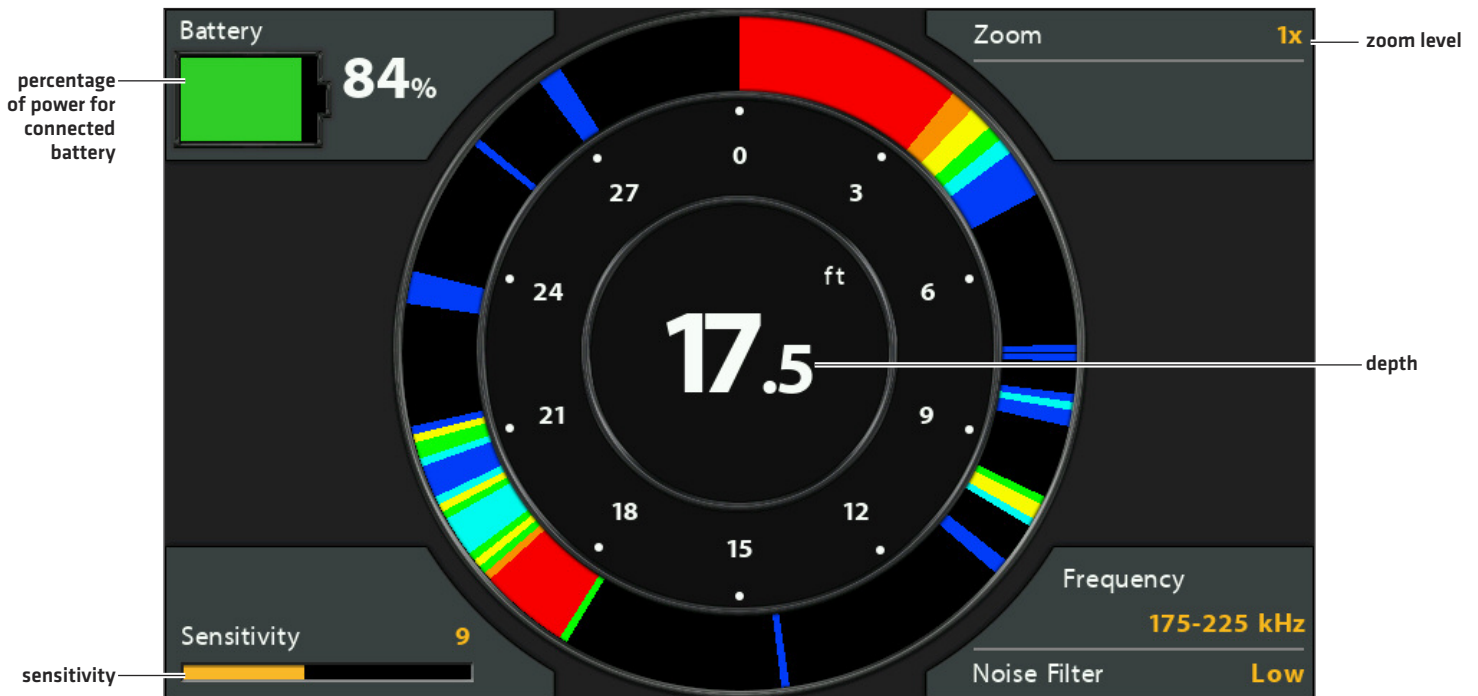 Battery
84%
percentage
of power for
connected
battery
Zoom 1x
zoom level
0
3
6
9
12
15
18
21
24
27
ft
17.5
depth
Sensitivity 9
sensitivity
Frequency
175-225 kHz
Noise Filter Low